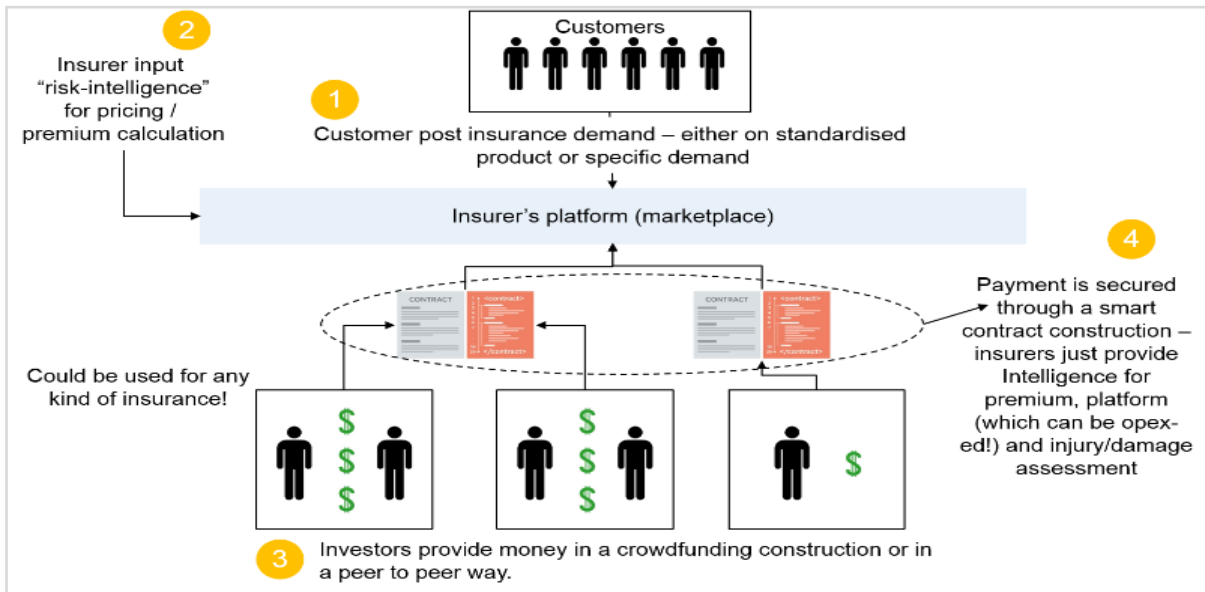 Customers
2
Insurer input
“risk-intelligence”
for pricing /
premium calculation
1
Customer post insurance demand – either on standardised
product or specific demand
Insurer’s platform (marketplace)
4
Payment is secured
through a smart
contract construction –
insurers just provide
Intelligence for
premium, platform
(which can be opex-
ed!) and injury/damage
assessment
CONTRACT
<contract>
</contract>
CONTRACT
<contract>
</contract>
Could be used for any
kind of insurance!
$
$
$
$
$
$
$
3
Investors provide money in a crowdfunding construction or in
a peer to peer way.